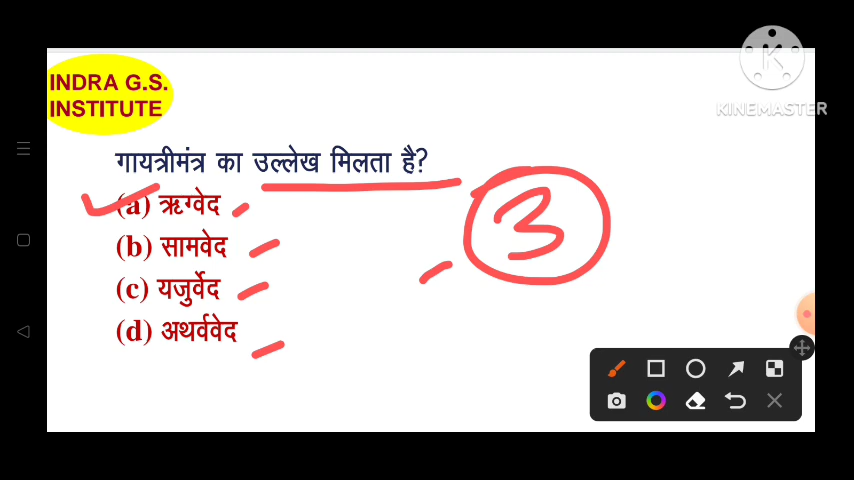 INDRA G.S.
INSTITUTE
KINEMASTER
गायत्रीमंत्र का उल्लेख मिलता है?
(a) ऋग्वेद
(b) सामवेद
(c) यजुर्वेद
(d) अथर्ववेद
3